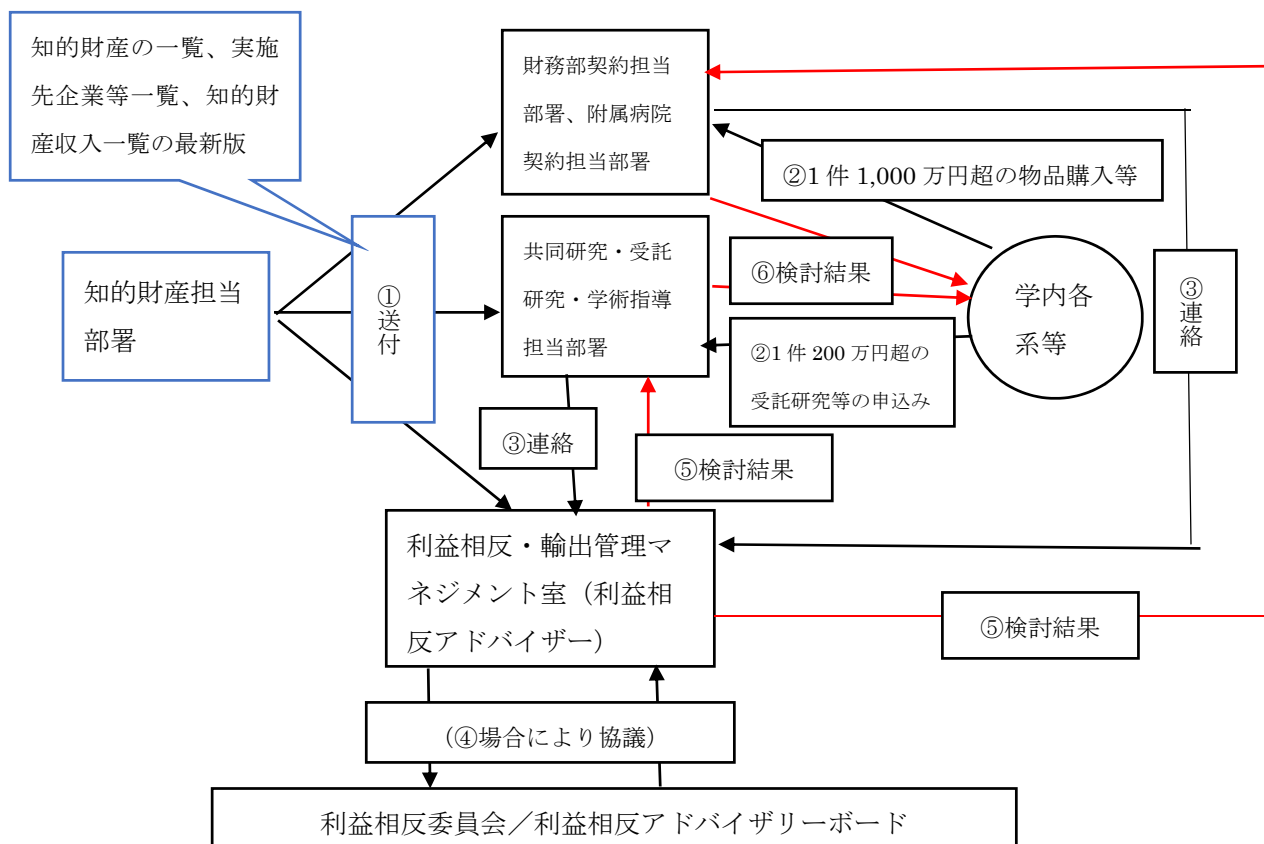 知的財産の一覧、実施
先企業等一覧、知的財
産収入一覧の最新版
財務部契約担当
部署、附属病院
契約担当部署
②1 件 1,000 万円超の物品購入等
知的財産担当
部署
①送付
共同研究・受託
研究・学術指導
担当部署
⑥検討結果
②1 件 200 万円超の
受託研究等の申込み
学内各
系等
③連絡
③連絡
⑤検討結果
利益相反・輸出管理マ
ネジメント室（利益相
反アドバイザー）
⑤検討結果
（④場合により協議）
利益相反委員会／利益相反アドバイザリーボード